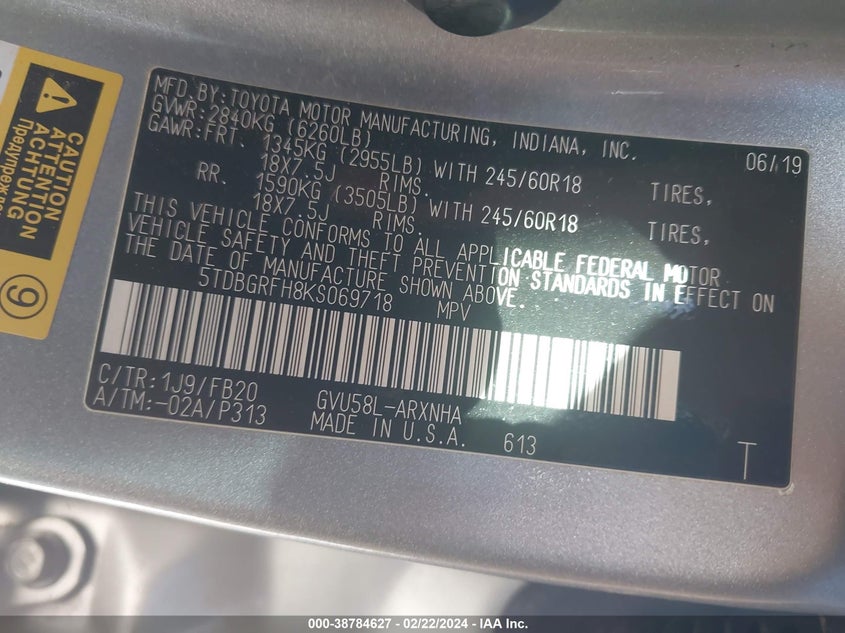 CAUTION
ATTENTION
ACHTUNG
9
MFD. BY: TOYOTA MOTOR MANUFACTURING, INDIANA, INC. 06/19
GVWR: 2840KG (6260LB)
GAWR: FRT. 1345KG (2955LB) WITH 245/60R18 TIRES,
18X7.5J RIMS.
RR. 1590KG (3505LB) WITH 245/60R18 TIRES,
18X7.5J RIMS.
THIS VEHICLE CONFORMS TO ALL APPLICABLE FEDERAL MOTOR
VEHICLE SAFETY AND THEFT PREVENTION STANDARDS IN EFFECT ON
THE DATE OF MANUFACTURE SHOWN ABOVE.
5TDBGRFH8KS069718 MPV
C/TR: 1J9/FB20 GVU58L-ARXNHA
A/TM: -02A/P313 MADE IN U.S.A. 613 T
000-38784627 - 02/22/2024 - IAA Inc.